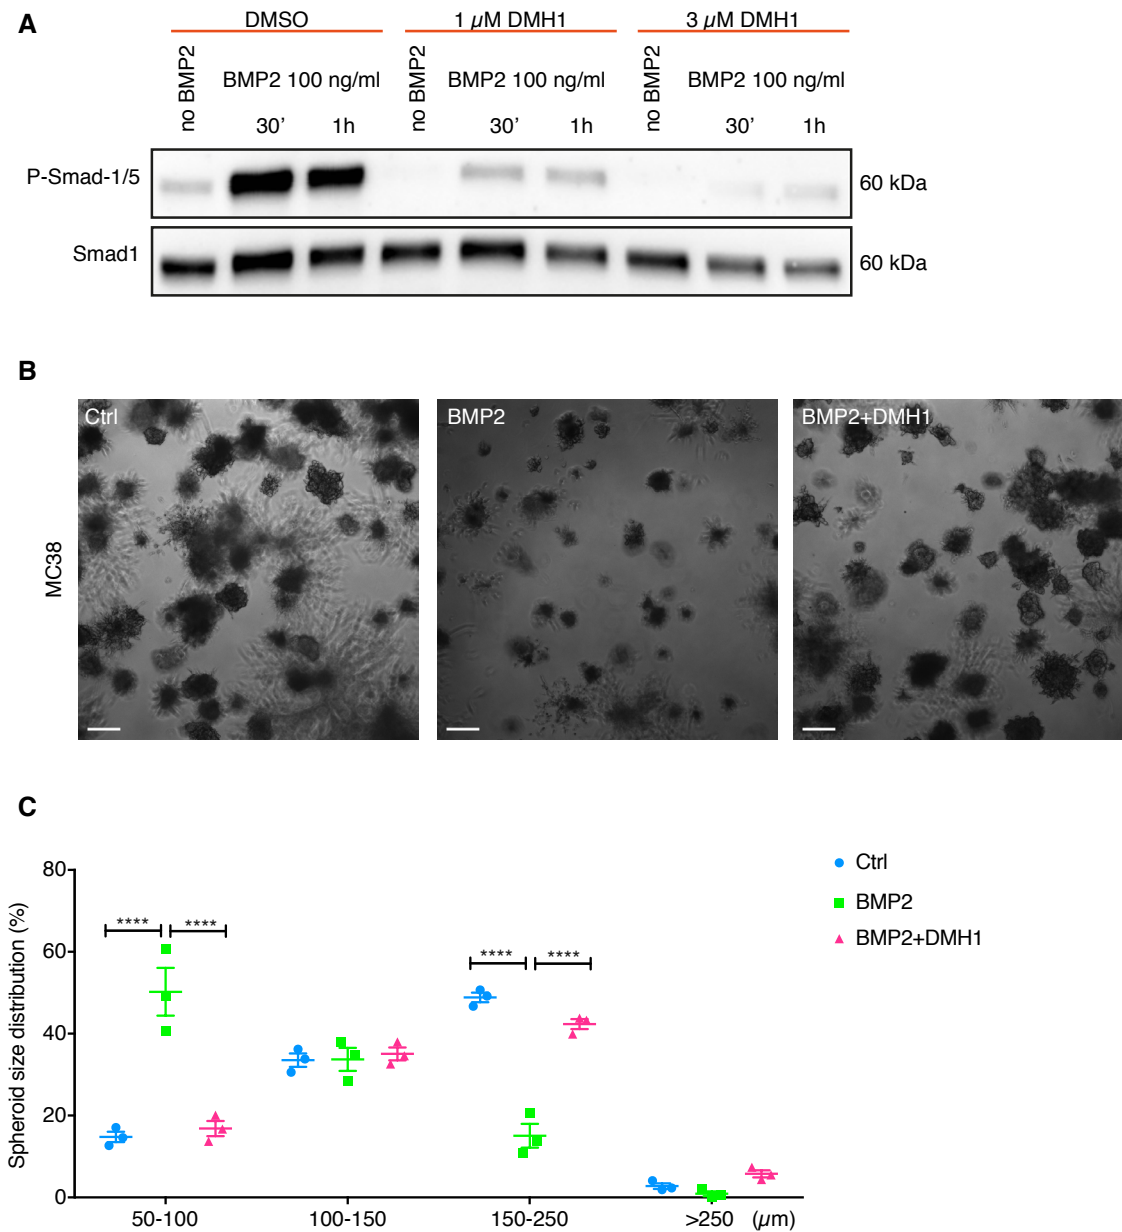 A
DMSO
1 µM DMH1
3 µM DMH1
no BMP2
BMP2 100 ng/ml
no BMP2
BMP2 100 ng/ml
no BMP2
BMP2 100 ng/ml
30’
1h
30’
1h
30’
1h
P-Smad-1/5
60 kDa
Smad1
60 kDa
B
MC38
Ctrl
BMP2
BMP2+DMH1
C
Spheroid size distribution (%)
80
60
40
20
0
****
****
****
****
50-100
100-150
150-250
>250
(µm)
Ctrl
BMP2
BMP2+DMH1